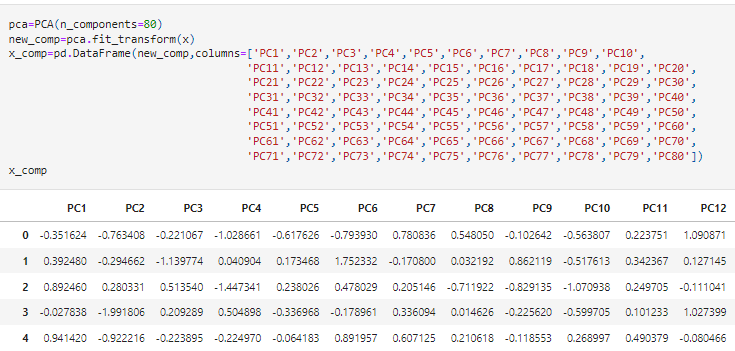 pca=PCA(n_components=80)
new_comp=pca.fit_transform(x)
x_comp=pd.DataFrame(new_comp,columns=['PC1','PC2','PC3','PC4','PC5','PC6','PC7','PC8','PC9','PC10',
'PC11','PC12','PC13','PC14','PC15','PC16','PC17','PC18','PC19','PC20',
'PC21','PC22','PC23','PC24','PC25','PC26','PC27','PC28','PC29','PC30',
'PC31','PC32','PC33','PC34','PC35','PC36','PC37','PC38','PC39','PC40',
'PC41','PC42','PC43','PC44','PC45','PC46','PC47','PC48','PC49','PC50',
'PC51','PC52','PC53','PC54','PC55','PC56','PC57','PC58','PC59','PC60',
'PC61','PC62','PC63','PC64','PC65','PC66','PC67','PC68','PC69','PC70',
'PC71','PC72','PC73','PC74','PC75','PC76','PC77','PC78','PC79','PC80'])
x_comp
PC1 PC2 PC3 PC4 PC5 PC6 PC7 PC8 PC9 PC10 PC11 PC12
0 -0.351624 -0.763408 -0.221067 -1.028661 -0.617626 -0.793930 0.780836 0.548050 -0.102642 -0.563807 0.223751 1.090871
1 0.392480 -0.294662 -1.139774 0.040904 0.173468 1.752332 -0.170800 0.032192 0.862119 -0.517613 0.342367 0.127145
2 0.892460 0.280331 0.513540 -1.447341 0.238026 0.478029 0.205146 -0.711922 -0.829135 -1.070938 0.249705 -0.111041
3 -0.027838 -1.991806 0.209289 0.504898 -0.336968 -0.178961 0.336094 0.014626 -0.225620 -0.599705 0.101233 1.027399
4 0.941420 -0.922216 -0.223895 -0.224970 -0.064183 0.891957 0.607125 0.210618 -0.118553 0.268997 0.490379 -0.080466